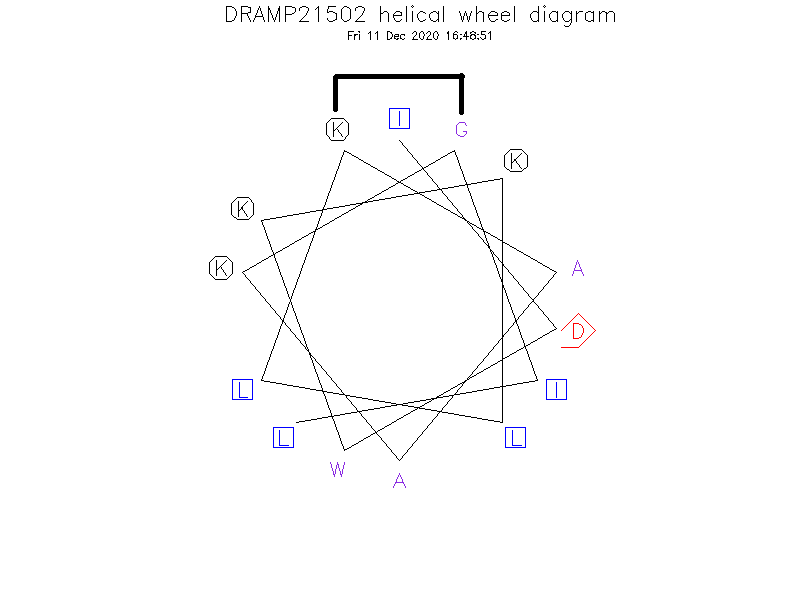 DRAMP21502 helical wheel diagram
Fri 11 Dec 2020 16:48:51
K I G
K
K
A
K
D
L I
L L
W
A